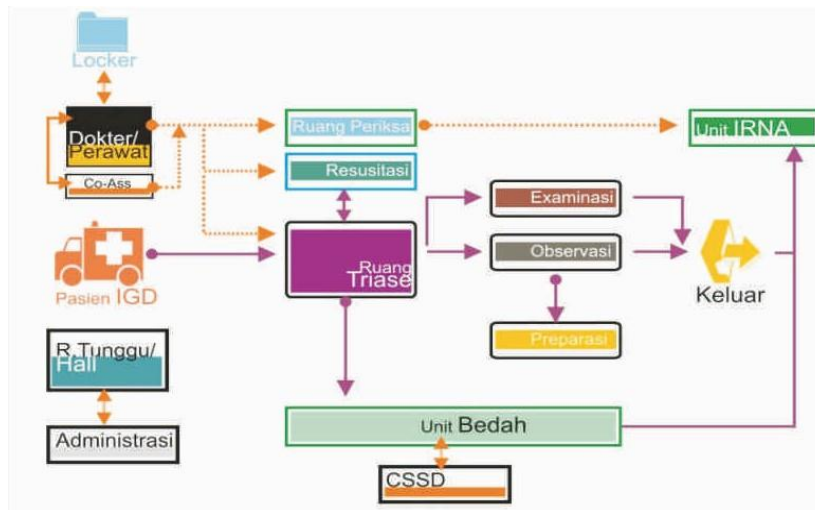 Locker
Dokter/
Perawat
Co-Ass
Ruang Periksa
Unit IRNA
Resusitasi
Examinasi
Ruang
Triase
Observasi
Pasien IGD
Keluar
R.Tunggu/
Hall
Preparasi
Administrasi
Unit Bedah
CSSD